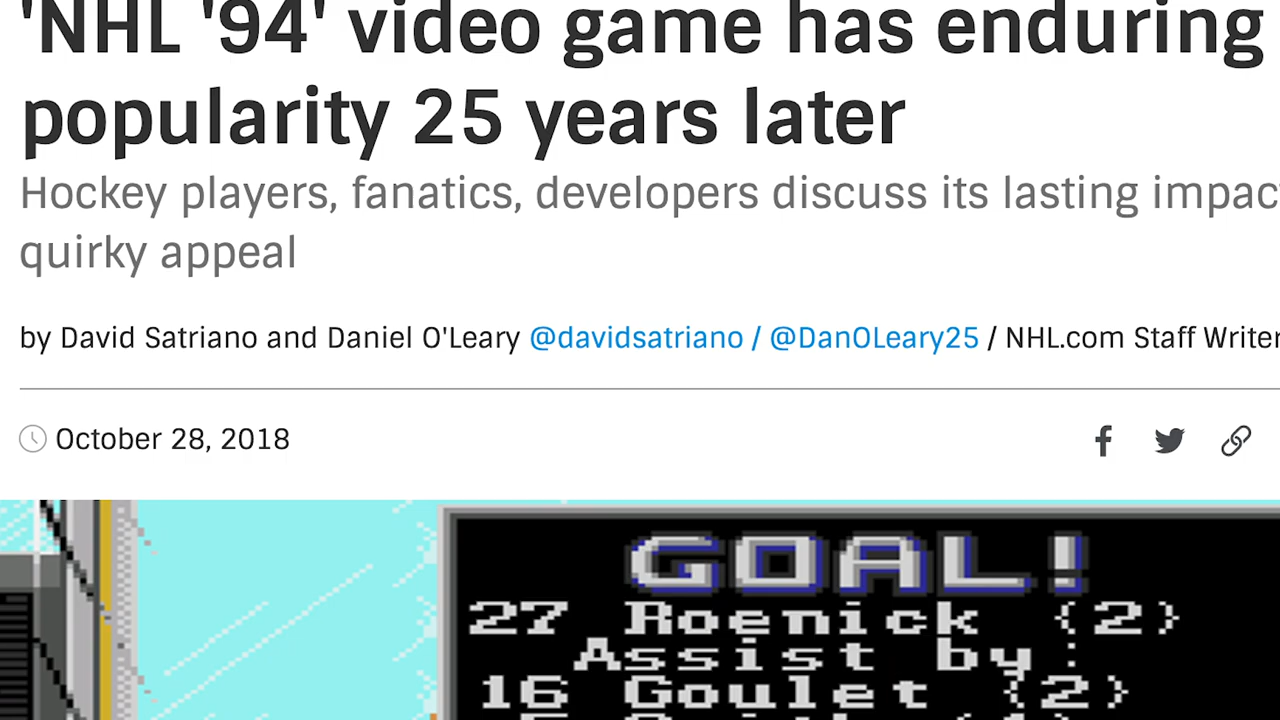 'NHL '94' video game has enduring
popularity 25 years later
Hockey players, fanatics, developers discuss its lasting
quirky appeal
by David Satriano and Daniel O'Leary @davidsatriano / @DanOLeary25 / NHL.com Staff
October 28, 2018
GOAL!
27 Roenick (2)
Assist by:
16 Goulet (2)